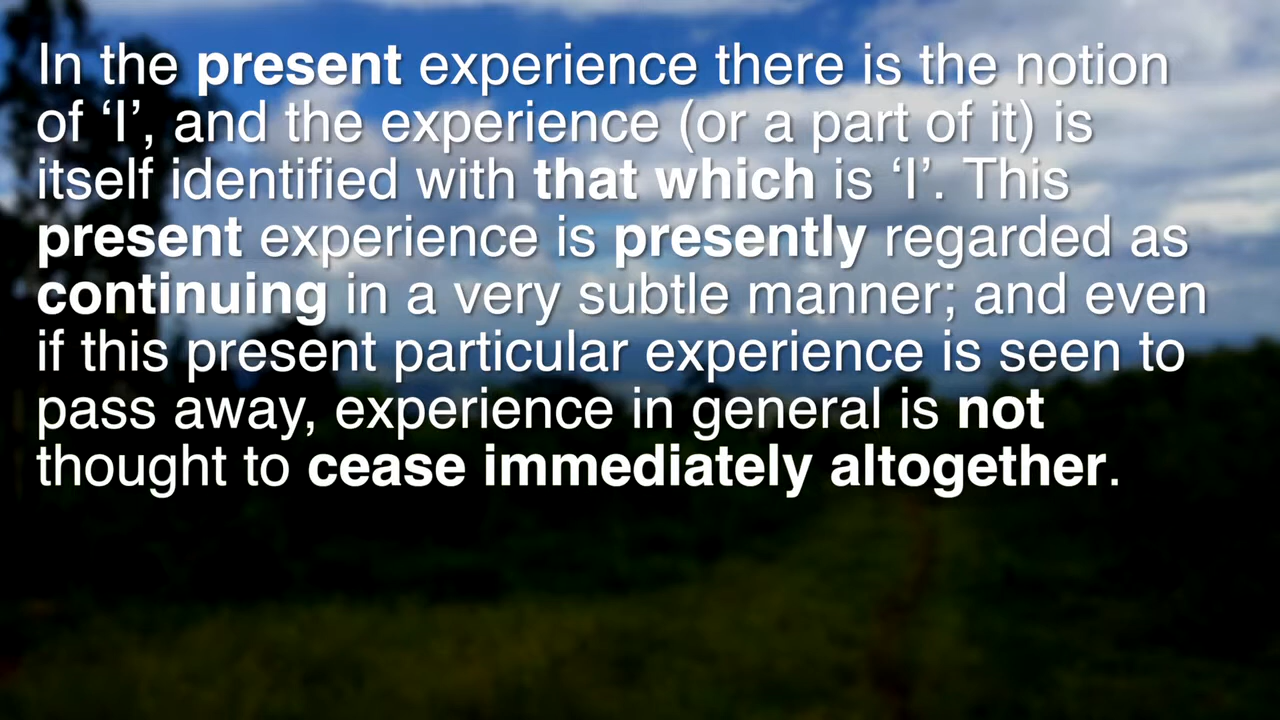 In the present experience there is the notion
of ‘I’, and the experience (or a part of it) is
itself identified with that which is ‘I’. This
present experience is presently regarded as
continuing in a very subtle manner; and even
if this present particular experience is seen to
pass away, experience in general is not
thought to cease immediately altogether.